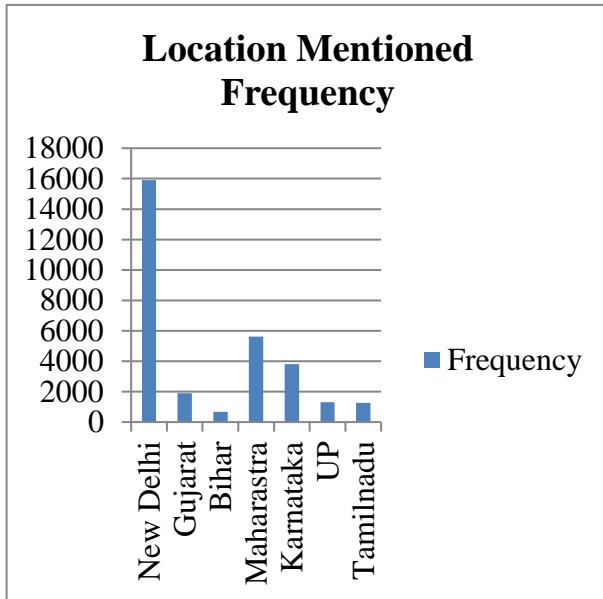 Location Mentioned
Frequency
18000
16000
14000
12000
10000
8000
6000
4000
2000
0
New Delhi
Gujarat
Bihar
Maharastra
Karnataka
UP
Tamilnadu
Frequency